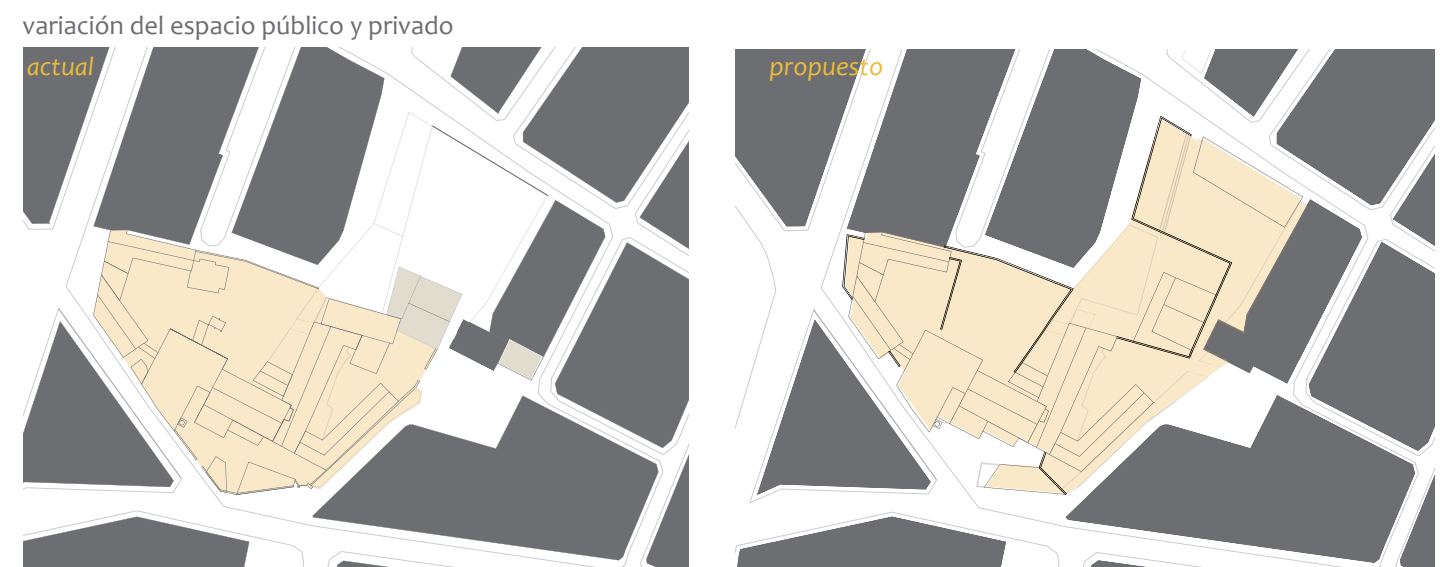 variación del espacio público y privado
actual
propuesto